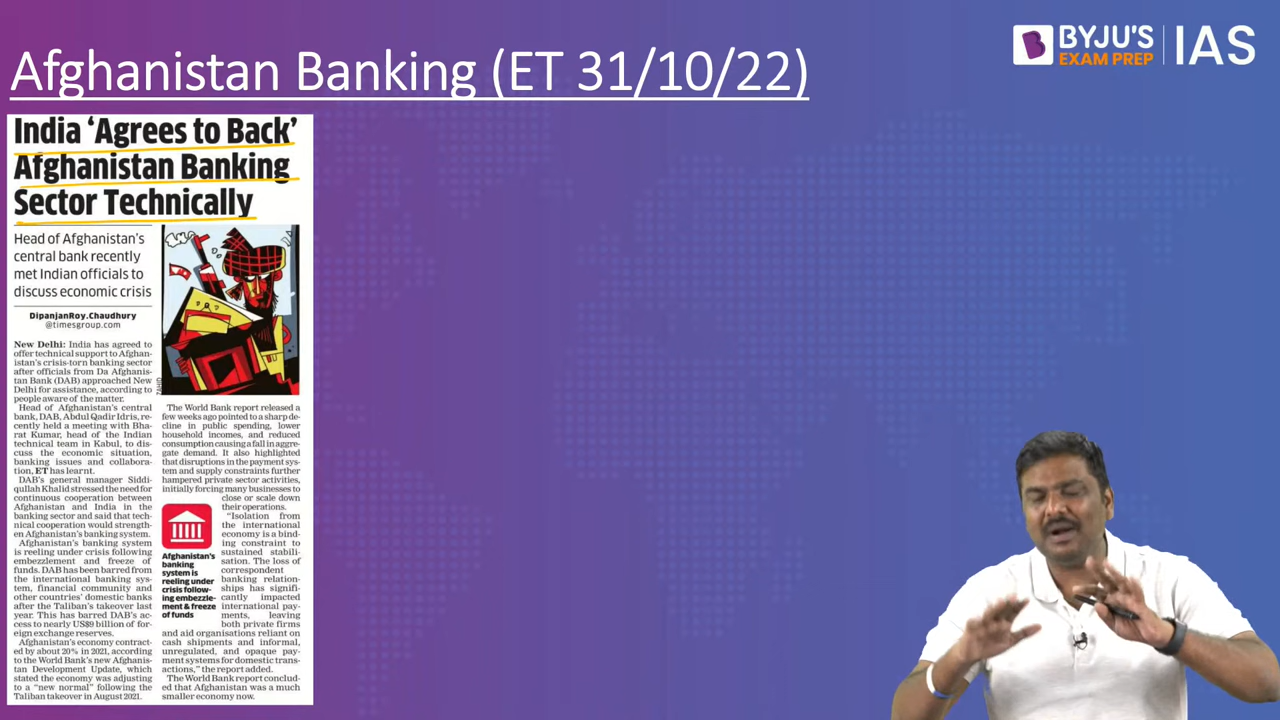 Afghanistan Banking (ET 31/10/22)
BYJU'S
EXAM PREP
IAS
India ‘Agrees to Back’
Afghanistan Banking
Sector Technically
Head of Afghanistan's
central bank recently
met Indian officials to
discuss economic crisis
DipanjanRoy.Chaudhury
@timesgroup.com
New Delhi: India has agreed to
offer technical support to Afghan-
istan's crisis-torn banking sector
after officials from Da Afghanis-
tan Bank (DAB) approached New
Delhi for assistance, according to
people aware of the matter.
Head of Afghanistan's central
bank, DAB, Abdul Qadir Idris, re-
cently held a meeting with Bha-
rat Kumar, head of the Indian
technical team in Kabul, to dis-
cuss the economic situation,
banking issues and collabora-
tion, ET has learnt.
DAB's general manager Siddi-
qullah Khalid stressed the need for
continuous cooperation between
Afghanistan and India in the
banking sector and said that tech-
nical cooperation would strength-
en Afghanistan's banking system.
Afghanistan's banking system
is reeling under crisis following
embezzlement and freeze of
funds. DAB has been barred from
the international banking sys-
tem, financial community and
other countries' domestic banks
after the Taliban's takeover last
year. This has barred DAB's ac-
cess to nearly US$9 billion of for-
eign exchange reserves.
Afghanistan's economy contract-
ed by about 20% in 2021, according
to the World Bank's new Afghanis-
tan Development Update, which
stated the economy was adjusting
to a “new normal” following the
Taliban takeover in August 2021.
ZAHID
The World Bank report released a
few weeks ago pointed to a sharp de-
cline in public spending, lower
household incomes, and reduced
consumption causing a fall in aggre-
gate demand. It also highlighted
that disruptions in the payment sys-
tem and supply constraints further
hampered private sector activities,
initially forcing many businesses to
close or scale down
their operations.
“Isolation from
the international
economy is a bind-
ing constraint to
sustained stabili-
sation. The loss of
correspondent
banking relation-
ships has signifi-
cantly impacted
international pay-
ments, leaving
both private firms
and aid organisations reliant on
cash shipments and informal,
unregulated, and opaque pay-
ment systems for domestic trans-
actions,” the report added.
The World Bank report conclud-
ed that Afghanistan was a much
smaller economy now.
Afghanistan's
banking
system is
reeling under
crisis follow-
ing embezzle-
ment & freeze
of funds